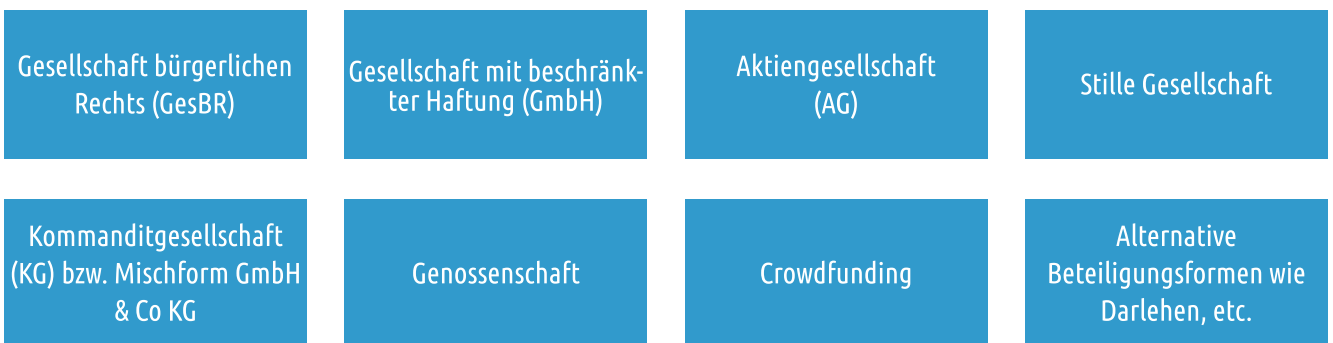 Gesellschaft bürgerlichen
Rechts (GesBR)
Gesellschaft mit beschränk-
ter Haftung (GmbH)
Aktiengesellschaft
(AG)
Stille Gesellschaft
Kommanditgesellschaft
(KG) bzw. Mischform GmbH
& Co KG
Genossenschaft
Crowdfunding
Alternative
Beteiligungsformen wie
Darlehen, etc.